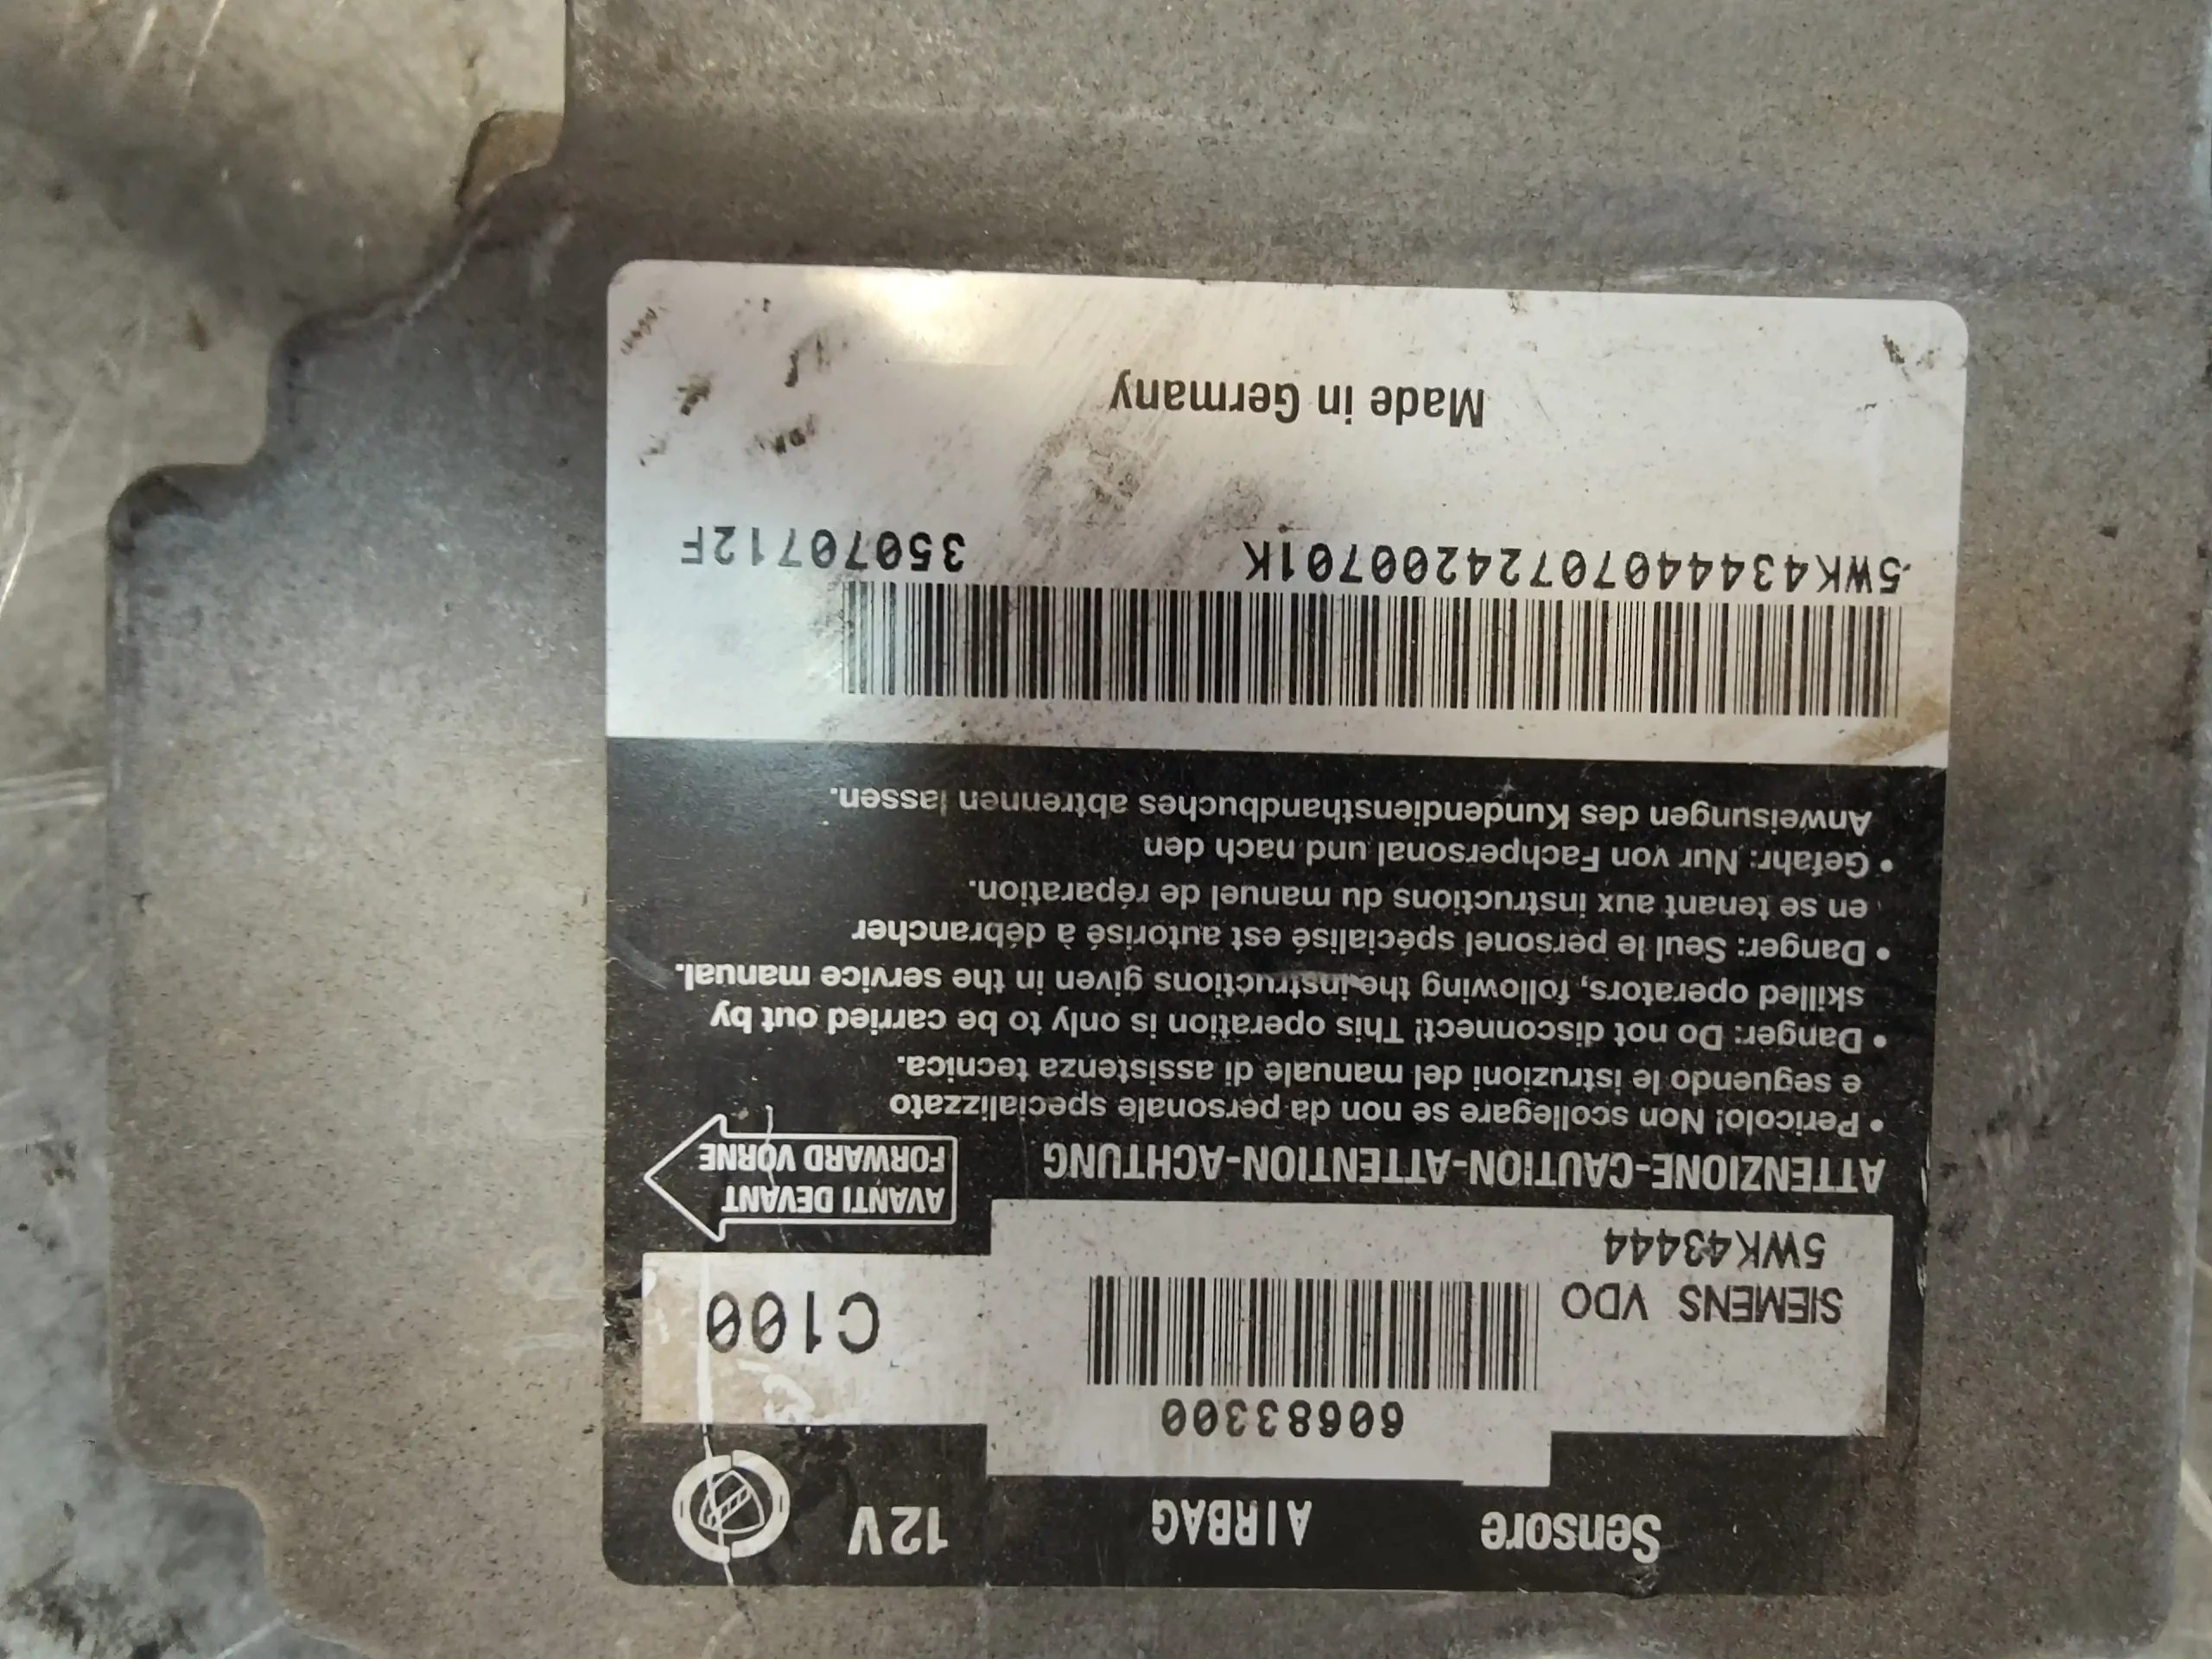 Sensore AIRBAG 12V
60683300
SIEMENS VDO
5WK43444
C100
AVANTI DEVANT
FORWARD VORNE
ATTENZIONE-CAUTION-ATTENTION-ACHTUNG
• Pericolo! Non scollegare se non da personale specializzato
e seguendo le istruzioni del manuale di assistenza tecnica.
• Danger: Do not disconnect! This operation is only to be carried out by
skilled operators, following the instructions given in the service manual.
• Danger: Seul le personel spécialisé est autorisé à débrancher
en se tenant aux instructions du manuel de réparation.
• Gefahr: Nur von Fachpersonal und nach den
Anweisungen des Kundendiensthandbuches abtrennen lassen.
5WK43444070724200701K 35070712F
Made in Germany